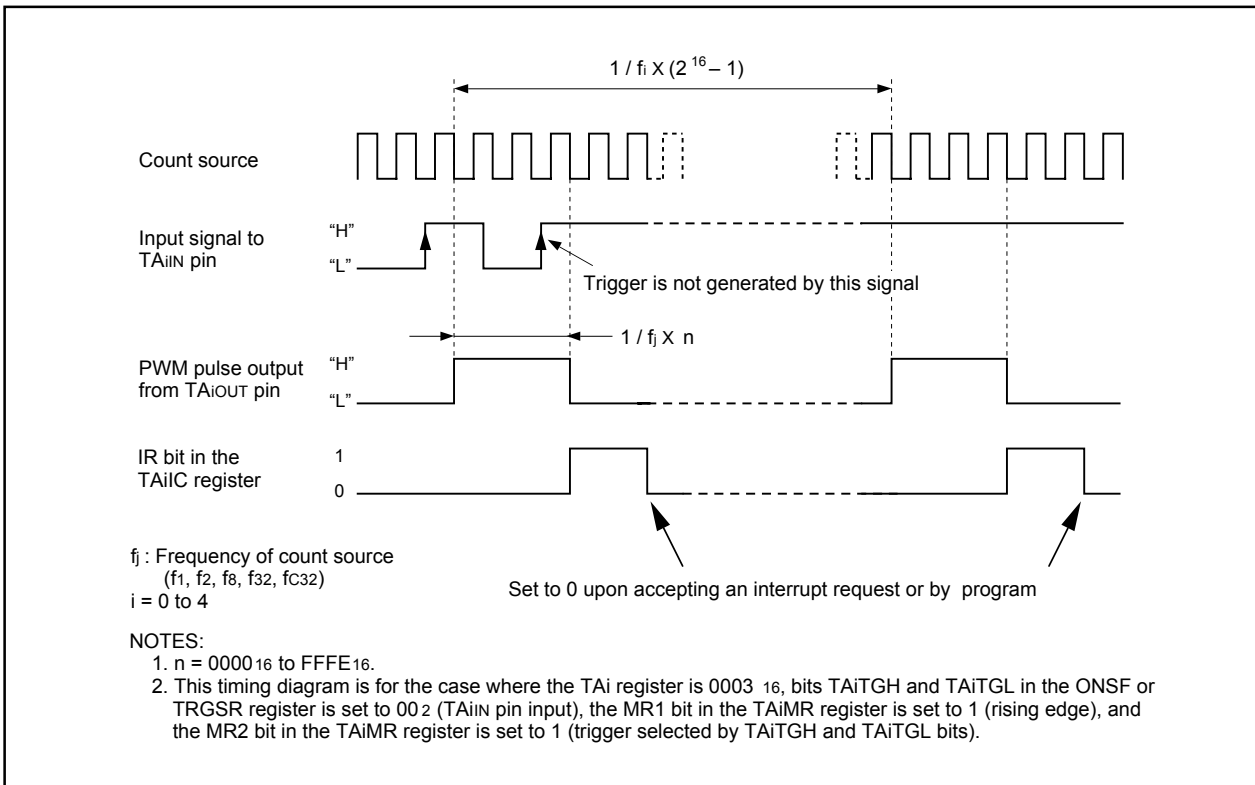 1 / fi X (2 16 – 1)
Count source
Input signal to
TAiIN pin
“H”
“L”
Trigger is not generated by this signal
1 / fj X n
PWM pulse output
from TAiOUT pin
“H”
“L”
IR bit in the
TAiIC register
1
0
fj : Frequency of count source
(f1, f2, f8, f32, fC32)
i = 0 to 4
Set to 0 upon accepting an interrupt request or by program
NOTES:
1. n = 000016 to FFFE16.
2. This timing diagram is for the case where the TAi register is 0003 16, bits TAiTGH and TAiTGL in the ONSF or
TRGSR register is set to 002 (TAiIN pin input), the MR1 bit in the TAiMR register is set to 1 (rising edge), and
the MR2 bit in the TAiMR register is set to 1 (trigger selected by TAiTGH and TAiTGL bits).